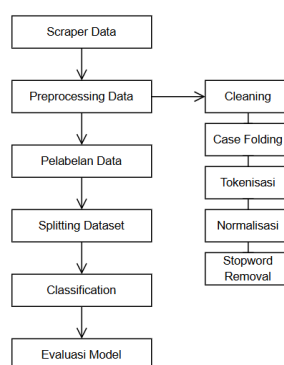 Scraper Data
Preprocessing Data
Cleaning
Case Folding
Pelabelan Data
Tokenisasi
Splitting Dataset
Normalisasi
Stopword
Removal
Classification
Evaluasi Model